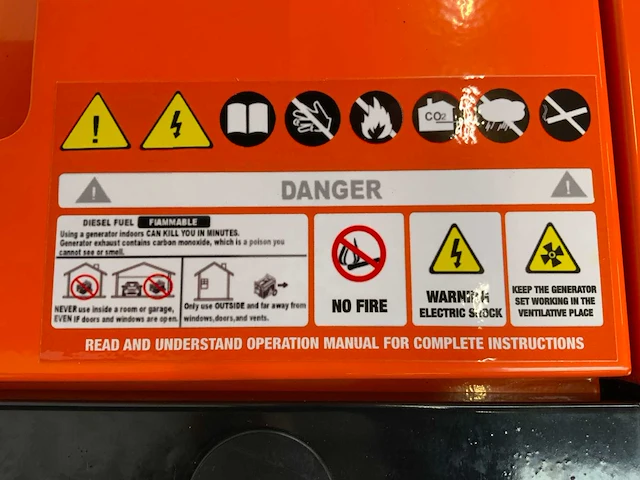 !
CO2
DANGER
DIESEL FUEL FIAMMABLE
Using a generator indoors CAN KILL YOU IN MINUTES.
Generator exhaust contains carbon monoxide, which is a poison you
cannot see or smell.
NEVER use inside a room or garage,
EVEN IF doors and windows are open.
Only use OUTSIDE and far away from
windows,doors,and vents.
NO FIRE
WARNING
ELECTRIC SHOCK
KEEP THE GENERATOR
SET WORKING IN THE
VENTILATIVE PLACE
READ AND UNDERSTAND OPERATION MANUAL FOR COMPLETE INSTRUCTIONS